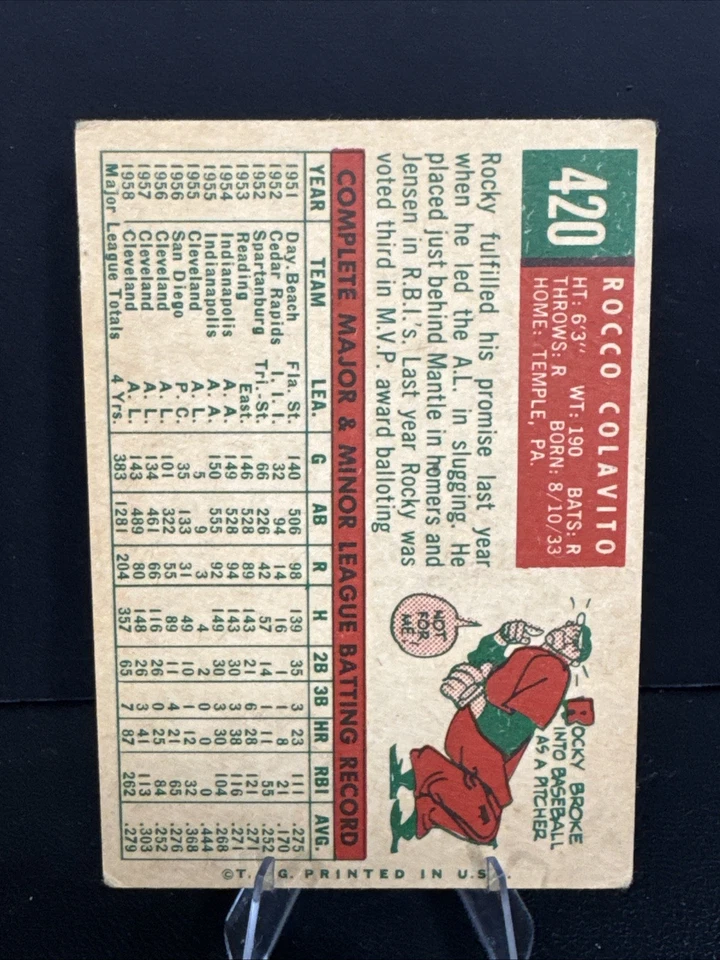 420
ROCCO COLAVITO
HT: 6'3" WT: 190 BATS: R
THROWS: R BORN: 8/10/33
HOME: TEMPLE, PA.
Rocky fulfilled his promise last year
when he led the A.L. in slugging. He
placed just behind Mantle in homers and
Jensen in R.B.I.'s. Last year Rocky was
voted third in M.V.P. award balloting
ROCKY BROKE
INTO BASEBALL
AS A PITCHER
NOT
FOR
ME.
COMPLETE MAJOR & MINOR LEAGUE BATTING RECORD
YEAR TEAM LEA. G AB R H 2B 3B HR RBI AVG.
1951 Day. Beach Fla. St. 140 506 98 139 35 3 23 111 .275
1952 Cedar Rapids I. I. I. 32 94 14 16 1 1 8 21 .170
1952 Spartanburg Tri.-St. 66 226 42 57 14 1 11 55 .252
1953 Reading East. 146 528 89 143 21 6 28 121 .271
1954 Indianapolis A. A. 149 528 94 143 30 3 38 116 .271
1955 Indianapolis A. A. 150 555 92 149 30 3 30 104 .268
1955 Cleveland A. L. 5 9 3 4 2 0 0 0 .444
1956 San Diego P. C. 35 133 31 49 10 1 12 32 .368
1956 Cleveland A. L. 101 322 55 89 11 4 21 65 .276
1957 Cleveland A. L. 134 461 66 116 26 0 25 84 .252
1958 Cleveland A. L. 143 489 80 148 26 3 41 113 .303
Major League Totals 4 Yrs. 383 1281 204 357 65 7 87 262 .279
©T. G. PRINTED IN U.S.